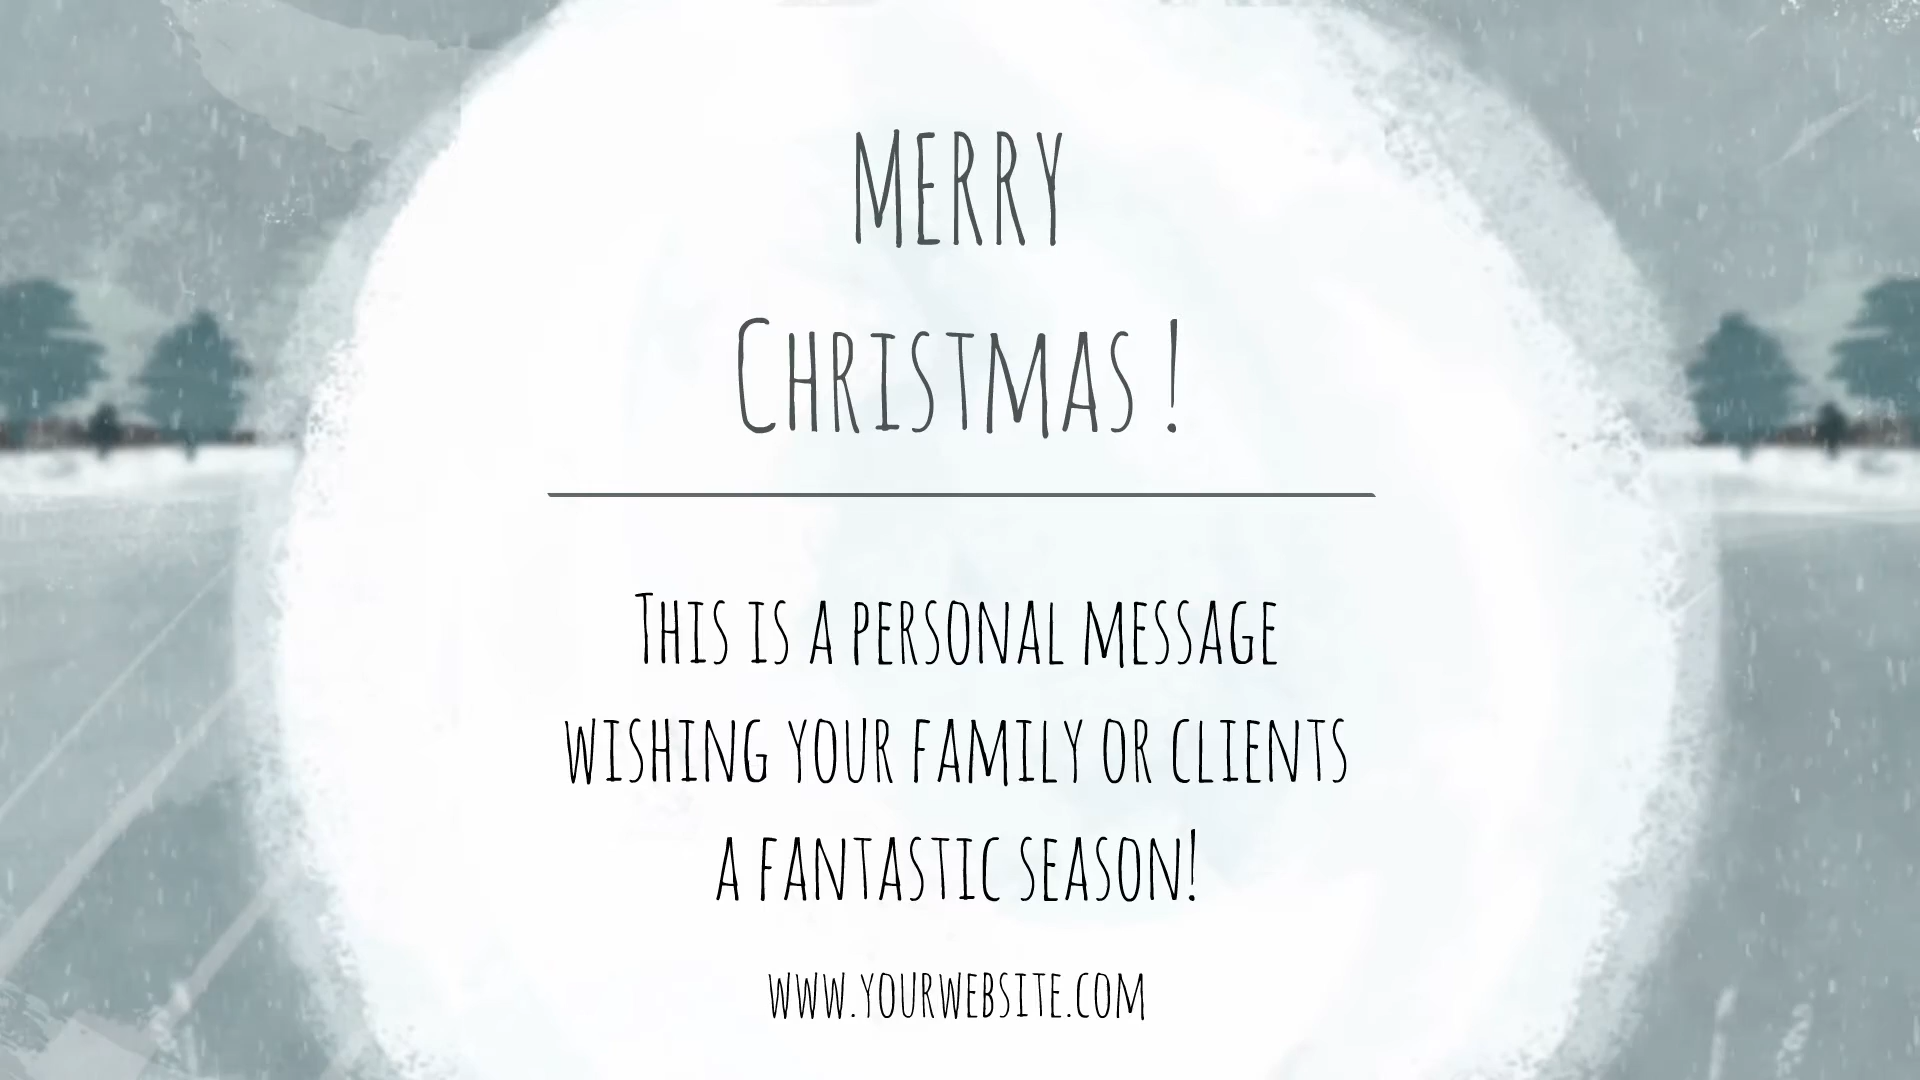 MERRY
CHRISTMAS !
THIS IS A PERSONAL MESSAGE
WISHING YOUR FAMILY OR CLIENTS
A FANTASTIC SEASON!
WWW.YOURWEBSITE.COM